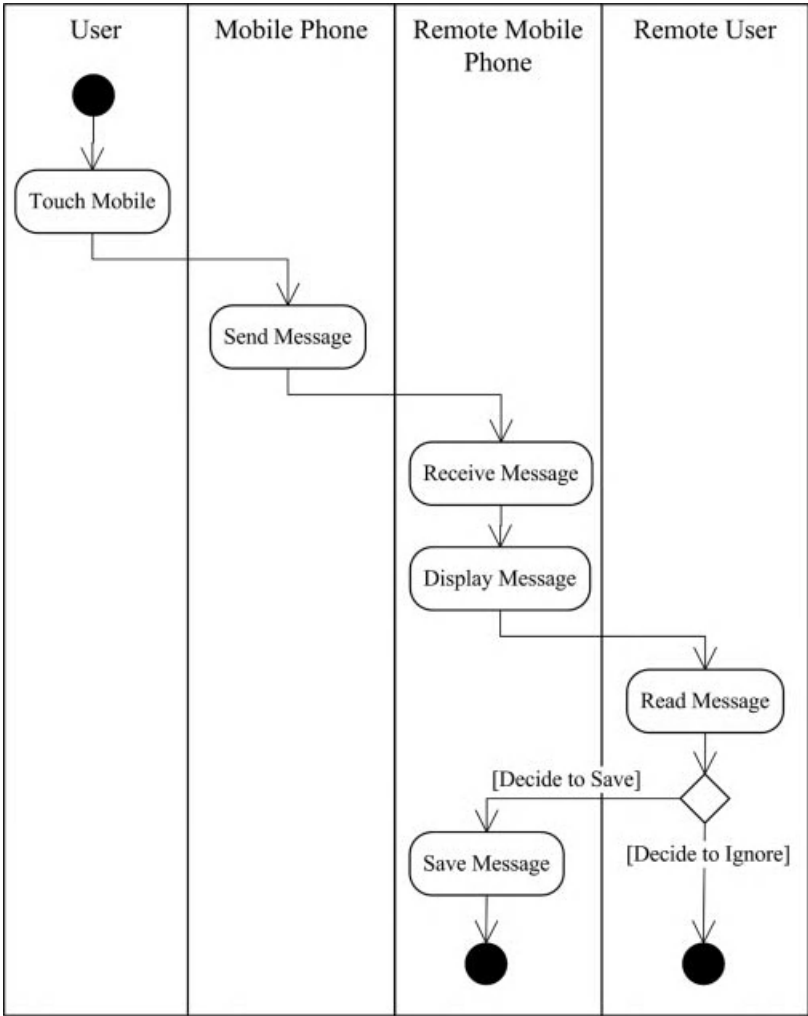 User
Mobile Phone
Remote Mobile
Phone
Remote User
Touch Mobile
Send Message
Receive Message
Display Message
Read Message
[Decide to Save]
Save Message
[Decide to Ignore]